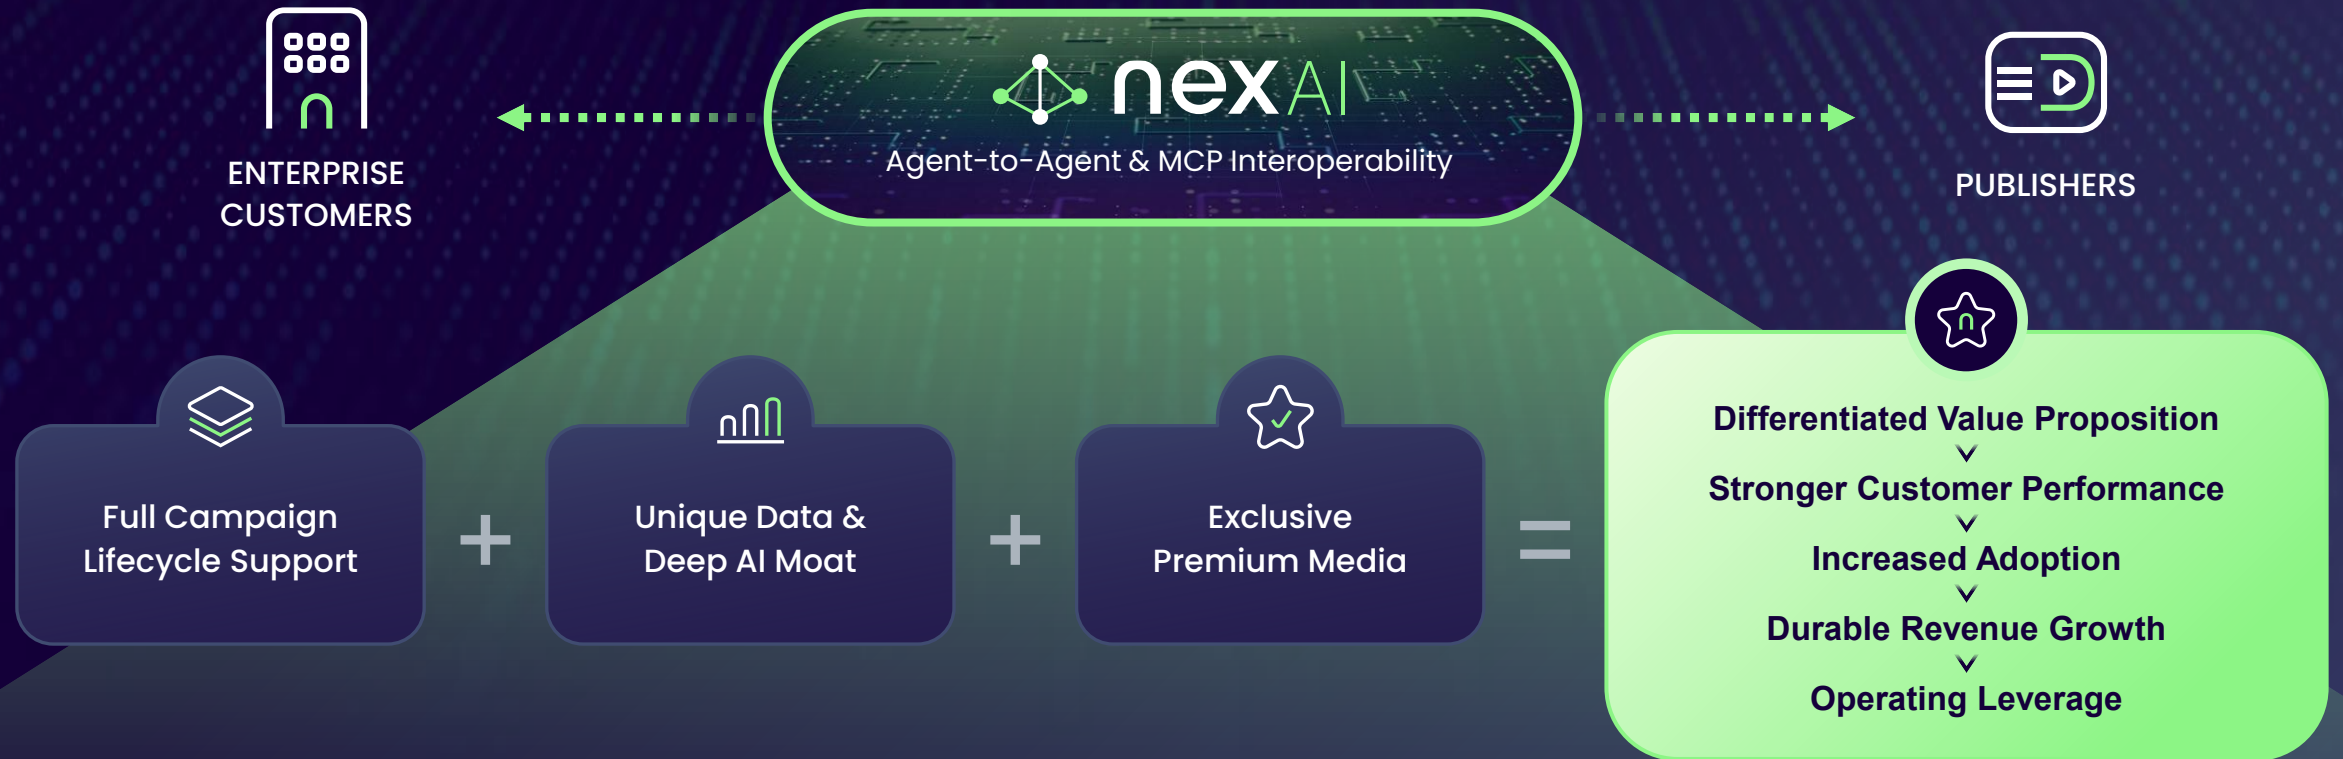 nexAI
Agent-to-Agent & MCP Interoperability
ENTERPRISE
CUSTOMERS
PUBLISHERS
Full Campaign
Lifecycle Support
+
Unique Data &
Deep AI Moat
+
Exclusive
Premium Media
=
Differentiated Value Proposition
Stronger Customer Performance
Increased Adoption
Durable Revenue Growth
Operating Leverage